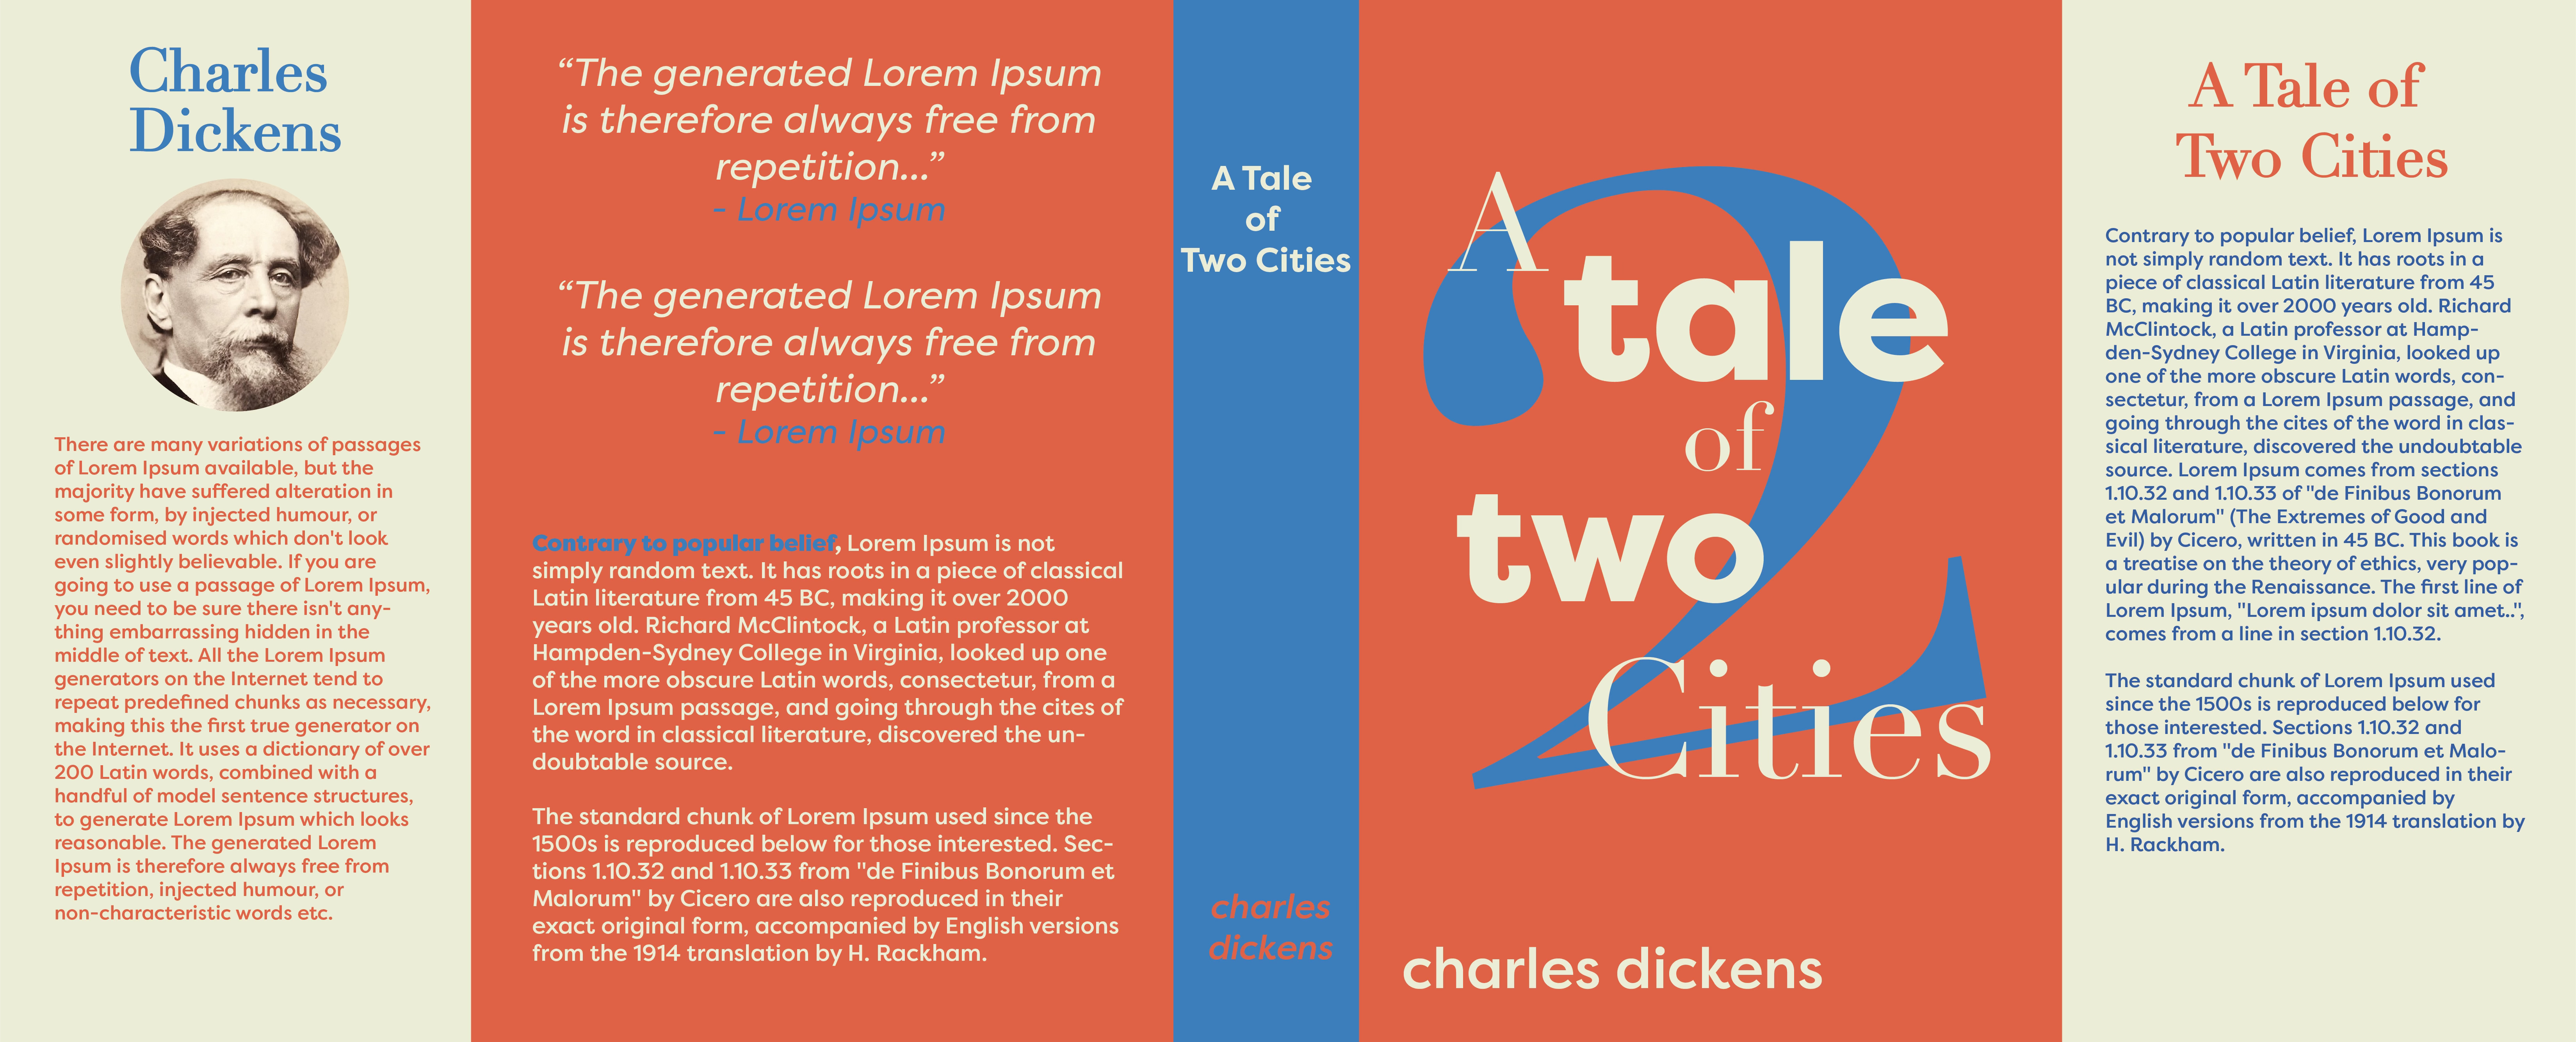 Charles
Dickens
There are many variations of passages
of Lorem Ipsum available, but the
majority have suffered alteration in
some form, by injected humour, or
randomised words which don't look
even slightly believable. If you are
going to use a passage of Lorem Ipsum,
you need to be sure there isn't any-
thing embarrassing hidden in the
middle of text. All the Lorem Ipsum
generators on the Internet tend to
repeat predefined chunks as necessary,
making this the first true generator on
the Internet. It uses a dictionary of over
200 Latin words, combined with a
handful of model sentence structures,
to generate Lorem Ipsum which looks
reasonable. The generated Lorem
Ipsum is therefore always free from
repetition, injected humour, or
non-characteristic words etc.
“The generated Lorem Ipsum
is therefore always free from
repetition...”
- Lorem Ipsum
“The generated Lorem Ipsum
is therefore always free from
repetition...”
- Lorem Ipsum
Contrary to popular belief, Lorem Ipsum is not
simply random text. It has roots in a piece of classical
Latin literature from 45 BC, making it over 2000
years old. Richard McClintock, a Latin professor at
Hampden-Sydney College in Virginia, looked up one
of the more obscure Latin words, consectetur, from a
Lorem Ipsum passage, and going through the cites of
the word in classical literature, discovered the un-
doubtable source.
The standard chunk of Lorem Ipsum used since the
1500s is reproduced below for those interested. Sec-
tions 1.10.32 and 1.10.33 from "de Finibus Bonorum et
Malorum" by Cicero are also reproduced in their
exact original form, accompanied by English versions
from the 1914 translation by H. Rackham.
A Tale
of
Two Cities
charles
dickens
2
A
tale
of
two
Cities
charles dickens
A Tale of
Two Cities
Contrary to popular belief, Lorem Ipsum is
not simply random text. It has roots in a
piece of classical Latin literature from 45
BC, making it over 2000 years old. Richard
McClintock, a Latin professor at Hamp-
den-Sydney College in Virginia, looked up
one of the more obscure Latin words, con-
sectetur, from a Lorem Ipsum passage, and
going through the cites of the word in clas-
sical literature, discovered the undoubtable
source. Lorem Ipsum comes from sections
1.10.32 and 1.10.33 of "de Finibus Bonorum
et Malorum" (The Extremes of Good and
Evil) by Cicero, written in 45 BC. This book is
a treatise on the theory of ethics, very pop-
ular during the Renaissance. The first line of
Lorem Ipsum, "Lorem ipsum dolor sit amet..",
comes from a line in section 1.10.32.
The standard chunk of Lorem Ipsum used
since the 1500s is reproduced below for
those interested. Sections 1.10.32 and
1.10.33 from "de Finibus Bonorum et Malo-
rum" by Cicero are also reproduced in their
exact original form, accompanied by
English versions from the 1914 translation by
H. Rackham.